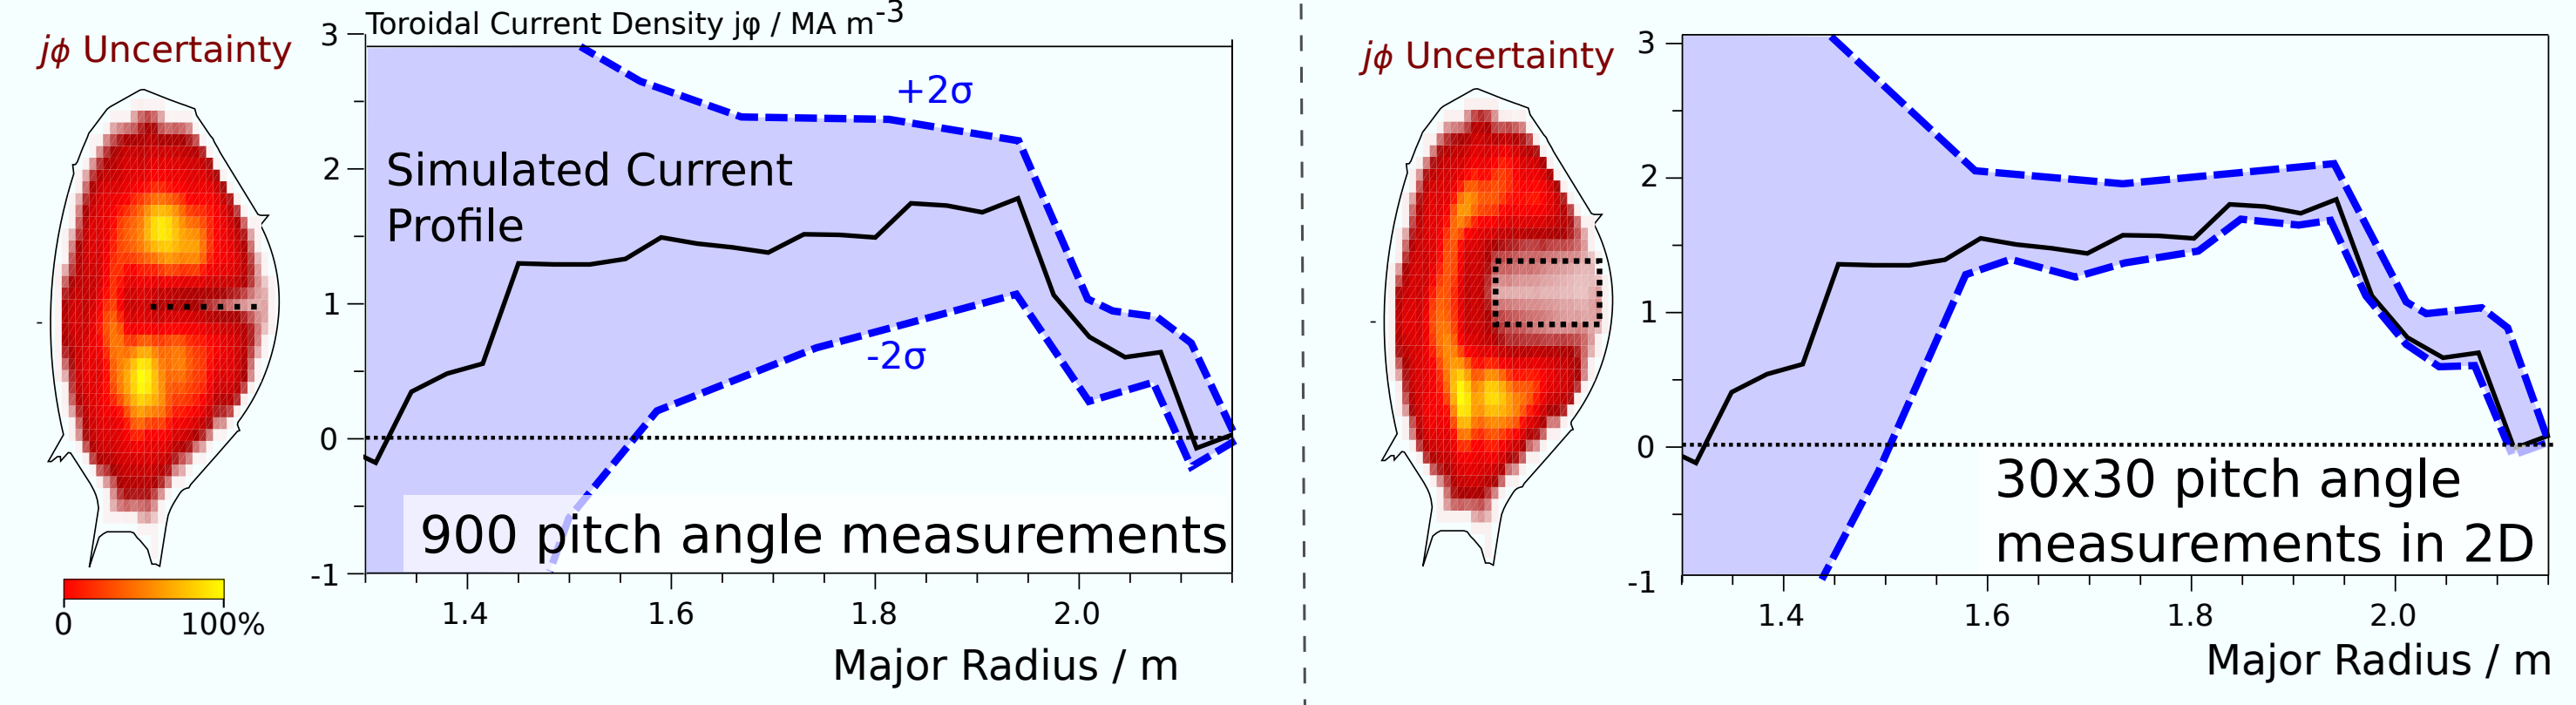 jϕ Uncertainty
0
100%
Toroidal Current Density jφ / MA m-3
3
2
1
0
-1
+2σ
Simulated Current
Profile
-2σ
900 pitch angle measurements
1.4
1.6
1.8
2.0
Major Radius / m
jϕ Uncertainty
3
2
1
0
-1
30x30 pitch angle
measurements in 2D
1.4
1.6
1.8
2.0
Major Radius / m